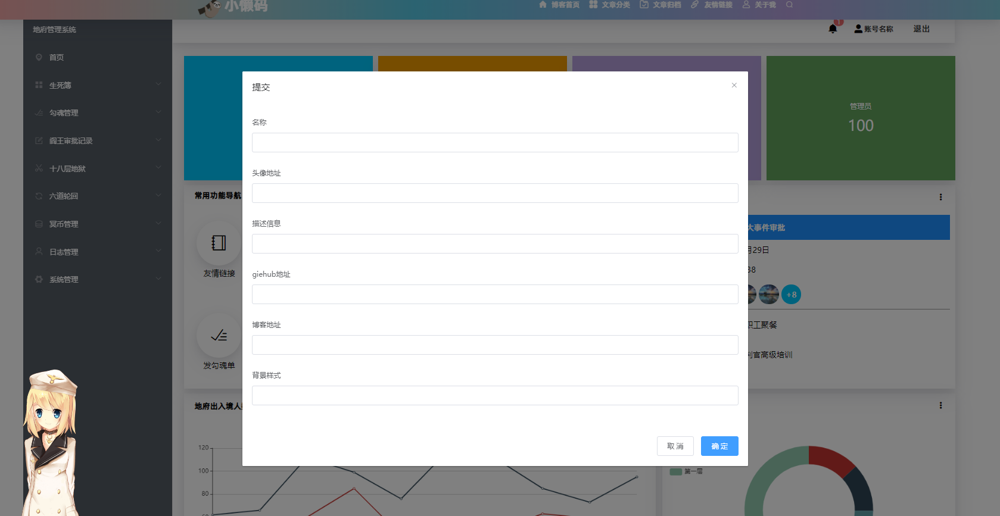 小懒码
博客首页
文章分类
文章归档
友情链接
关于我
地府管理系统
1
账号名称
退出
首页
生死簿
勾魂管理
阎王审批记录
十八层地狱
六道轮回
冥币管理
日志管理
系统管理
管理员
100
提交
名称
头像地址
描述信息
giehub地址
博客地址
背景样式
取消
确定
常用功能导航
友情链接
发勾魂单
大事件审批
月29日
38
+8
职工聚餐
判官高级培训
地府出入境人
120
100
80
第一层